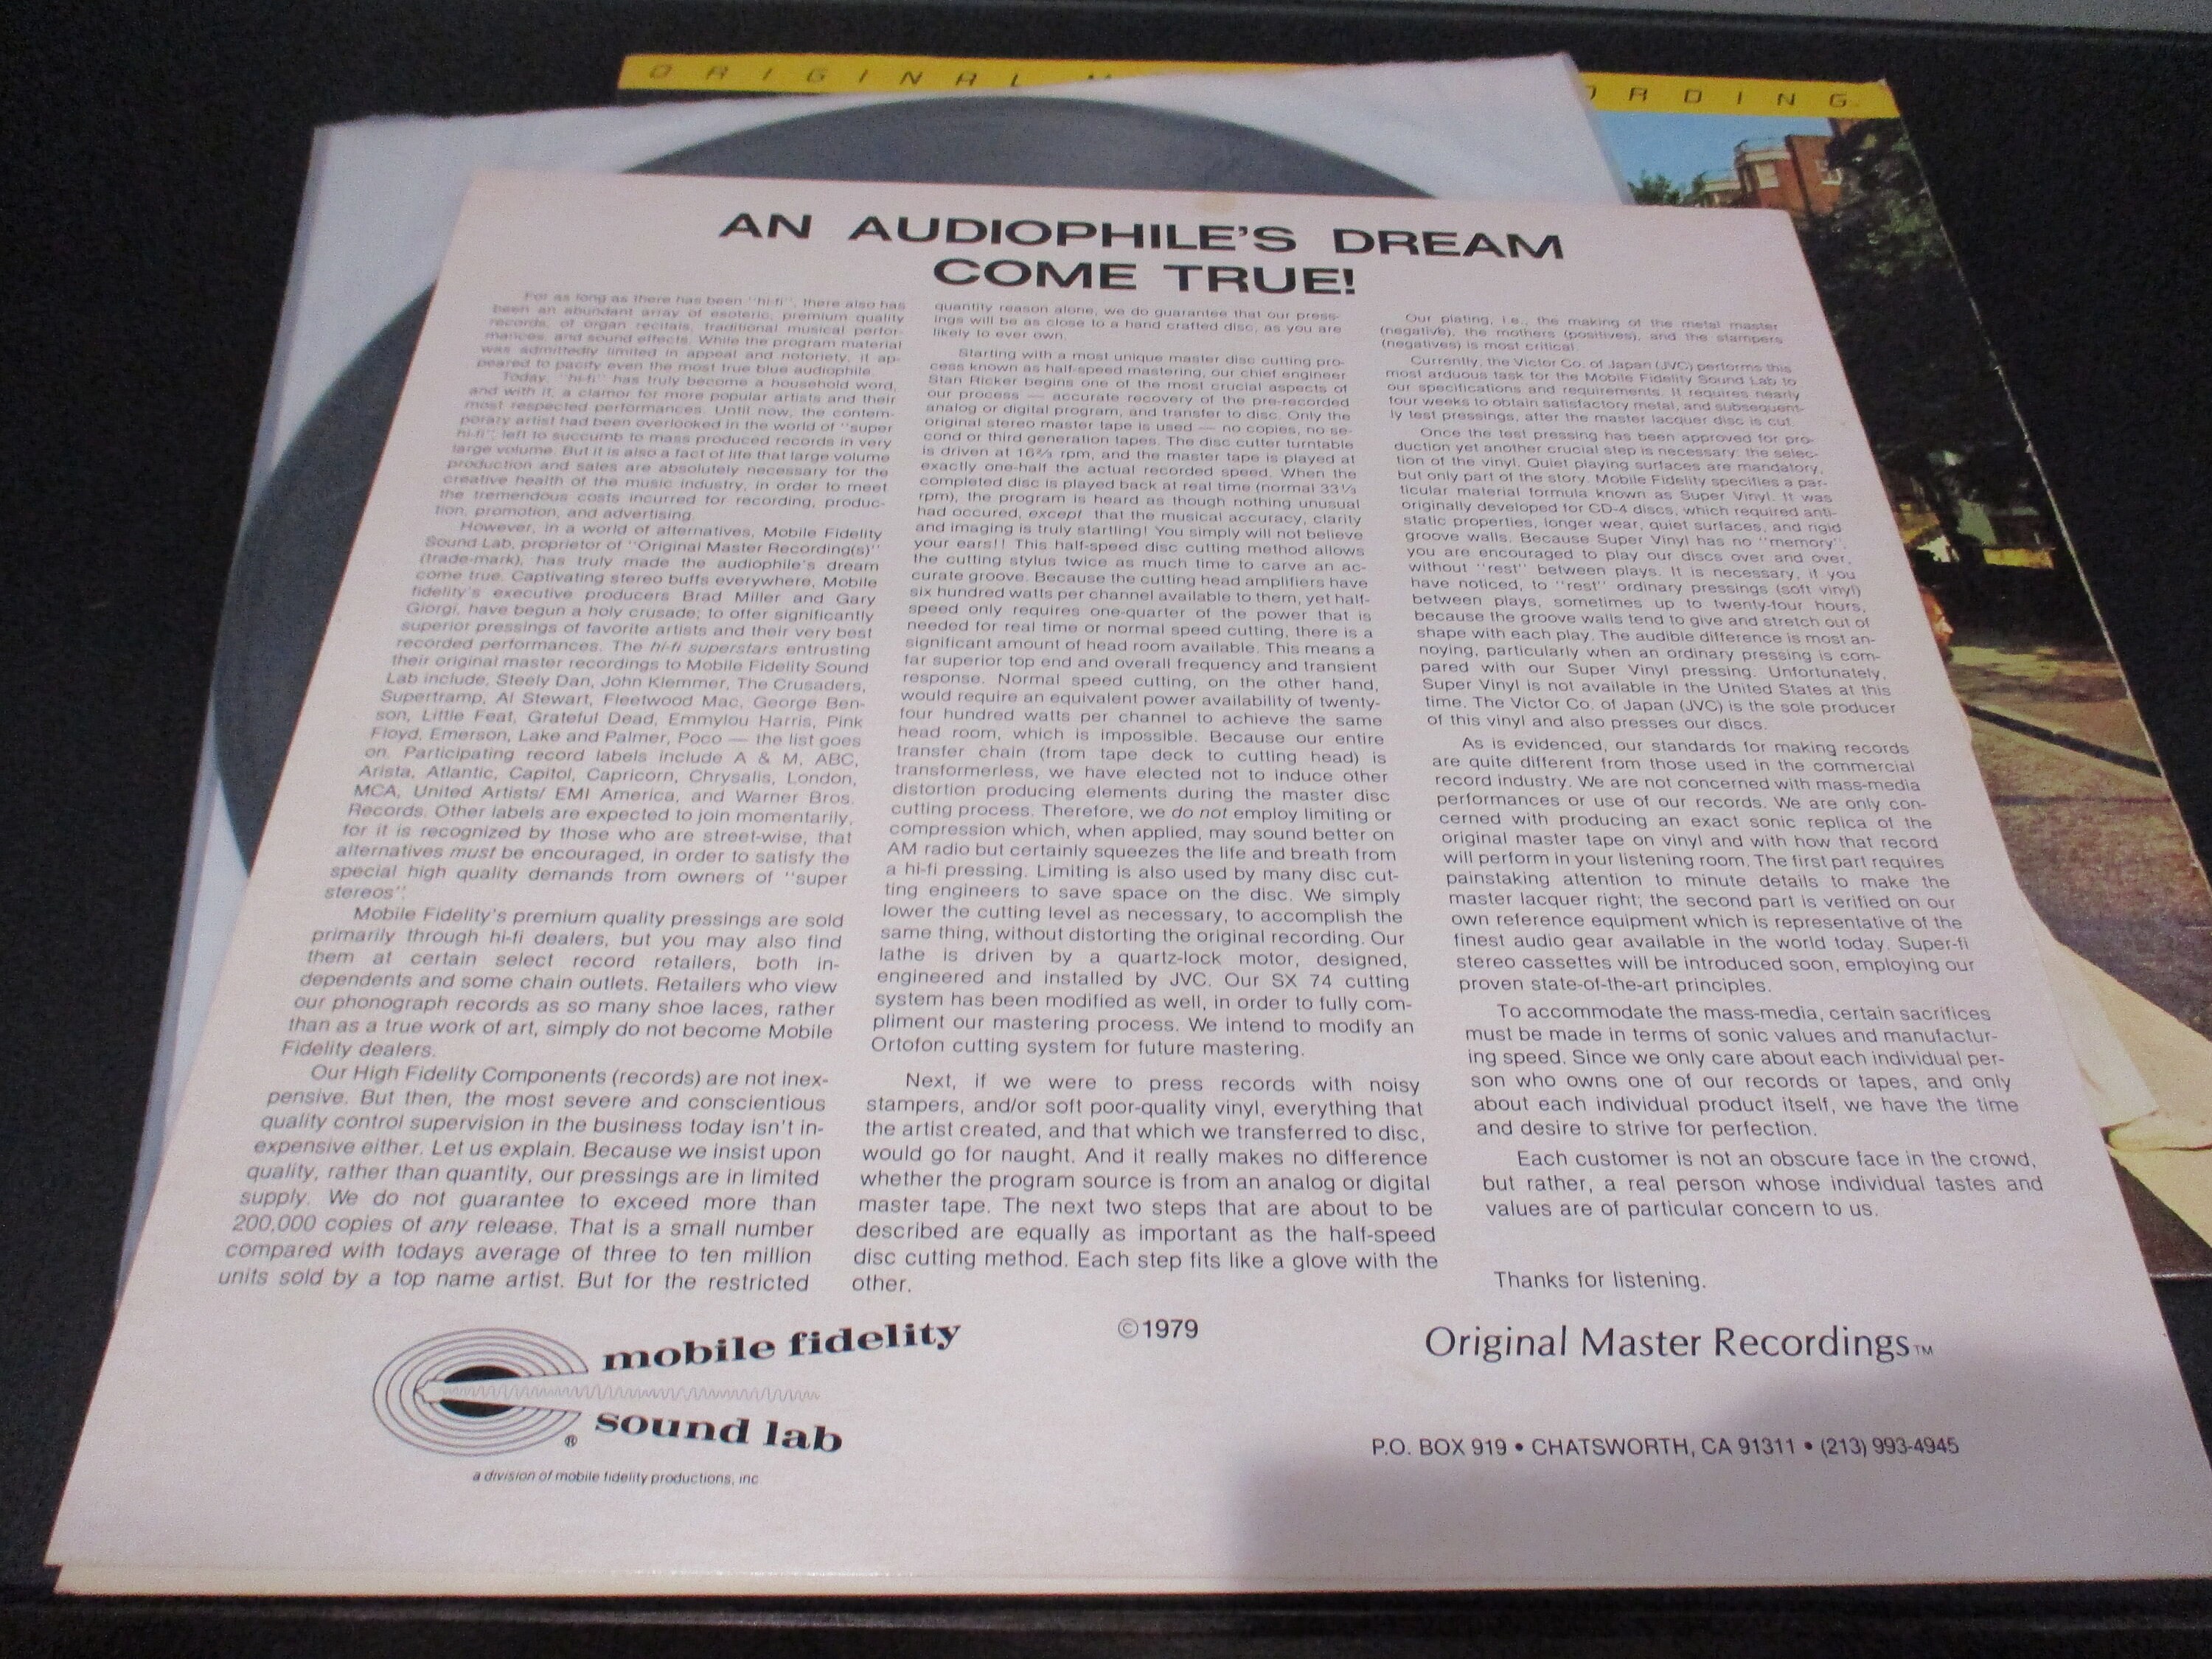 ORIGINAL M
ORDING
AN AUDIOPHILE'S DREAM
COME TRUE!
For as long as there has been "hi-fi", there also has
been an abundant array of esoteric, premium quality
records, of organ recitals, traditional musical perfor-
mances, and sound effects. While the program material
was admittedly limited in appeal and notoriety, it ap-
peared to pacify even the most true blue audiophile.
Today, "hi-fi" has truly become a household word,
and with it, a clamor for more popular artists and their
most respected performances. Until now, the contem-
porary artist had been overlooked in the world of "super
hi-fi"; left to succumb to mass produced records in very
large volume. But it is also a fact of life that large volume
production and sales are absolutely necessary for the
creative health of the music industry, in order to meet
the tremendous costs incurred for recording, produc-
tion, promotion, and advertising.
However, in a world of alternatives, Mobile Fidelity
Sound Lab, proprietor of "Original Master Recording(s)"
(trade-mark), has truly made the audiophile's dream
come true. Captivating stereo buffs everywhere, Mobile
fidelity's executive producers Brad Miller and Gary
Giorgi, have begun a holy crusade; to offer significantly
superior pressings of favorite artists and their very best
recorded performances. The hi-fi superstars entrusting
their original master recordings to Mobile Fidelity Sound
Lab include, Steely Dan, John Klemmer, The Crusaders,
Supertramp, Al Stewart, Fleetwood Mac, George Ben-
son, Little Feat, Grateful Dead, Emmylou Harris, Pink
Floyd, Emerson, Lake and Palmer, Poco — the list goes
on. Participating record labels include A & M, ABC,
Arista, Atlantic, Capitol, Capricorn, Chrysalis, London,
MCA, United Artists/ EMI America, and Warner Bros.
Records. Other labels are expected to join momentarily,
for it is recognized by those who are street-wise, that
alternatives must be encouraged, in order to satisfy the
special high quality demands from owners of "super
stereos".
Mobile Fidelity's premium quality pressings are sold
primarily through hi-fi dealers, but you may also find
them at certain select record retailers, both in-
dependents and some chain outlets. Retailers who view
our phonograph records as so many shoe laces, rather
than as a true work of art, simply do not become Mobile
Fidelity dealers.
Our High Fidelity Components (records) are not inex-
pensive. But then, the most severe and conscientious
quality control supervision in the business today isn't in-
expensive either. Let us explain. Because we insist upon
quality, rather than quantity, our pressings are in limited
supply. We do not guarantee to exceed more than
200,000 copies of any release. That is a small number
compared with todays average of three to ten million
units sold by a top name artist. But for the restricted
quantity reason alone, we do guarantee that our press-
ings will be as close to a hand crafted disc, as you are
likely to ever own.
Starting with a most unique master disc cutting pro-
cess known as half-speed mastering, our chief engineer
Stan Ricker begins one of the most crucial aspects of
our process — accurate recovery of the pre-recorded
analog or digital program, and transfer to disc. Only the
original stereo master tape is used — no copies, no se-
cond or third generation tapes. The disc cutter turntable
is driven at 16⅔ rpm, and the master tape is played at
exactly one-half the actual recorded speed. When the
completed disc is played back at real time (normal 33⅓
rpm), the program is heard as though nothing unusual
had occured, except that the musical accuracy, clarity
and imaging is truly startling! You simply will not believe
your ears!! This half-speed disc cutting method allows
the cutting stylus twice as much time to carve an ac-
curate groove. Because the cutting head amplifiers have
six hundred watts per channel available to them, yet half-
speed only requires one-quarter of the power that is
needed for real time or normal speed cutting, there is a
significant amount of head room available. This means a
far superior top end and overall frequency and transient
response. Normal speed cutting, on the other hand,
would require an equivalent power availability of twenty-
four hundred watts per channel to achieve the same
head room, which is impossible. Because our entire
transfer chain (from tape deck to cutting head) is
transformerless, we have elected not to induce other
distortion producing elements during the master disc
cutting process. Therefore, we do not employ limiting or
compression which, when applied, may sound better on
AM radio but certainly squeezes the life and breath from
a hi-fi pressing. Limiting is also used by many disc cut-
ting engineers to save space on the disc. We simply
lower the cutting level as necessary, to accomplish the
same thing, without distorting the original recording. Our
lathe is driven by a quartz-lock motor, designed,
engineered and installed by JVC. Our SX 74 cutting
system has been modified as well, in order to fully com-
pliment our mastering process. We intend to modify an
Ortofon cutting system for future mastering.
Next, if we were to press records with noisy
stampers, and/or soft poor-quality vinyl, everything that
the artist created, and that which we transferred to disc,
would go for naught. And it really makes no difference
whether the program source is from an analog or digital
master tape. The next two steps that are about to be
described are equally as important as the half-speed
disc cutting method. Each step fits like a glove with the
other.
Our plating, i.e., the making of the metal master
(negative), the mothers (positives), and the stampers
(negatives) is most critical.
Currently, the Victor Co. of Japan (JVC) performs this
most arduous task for the Mobile Fidelity Sound Lab to
our specifications and requirements. It requires nearly
four weeks to obtain satisfactory metal, and subsequent-
ly test pressings, after the master lacquer disc is cut.
Once the test pressing has been approved for pro-
duction yet another crucial step is necessary: the selec-
tion of the vinyl. Quiet playing surfaces are mandatory,
but only part of the story. Mobile Fidelity specifies a par-
ticular material formula known as Super Vinyl. It was
originally developed for CD-4 discs, which required anti-
static properties, longer wear, quiet surfaces, and rigid
groove walls. Because Super Vinyl has no "memory",
you are encouraged to play our discs over and over,
without "rest" between plays. It is necessary, if you
have noticed, to "rest" ordinary pressings (soft vinyl)
between plays, sometimes up to twenty-four hours,
because the groove walls tend to give and stretch out of
shape with each play. The audible difference is most an-
noying, particularly when an ordinary pressing is com-
pared with our Super Vinyl pressing. Unfortunately,
Super Vinyl is not available in the United States at this
time. The Victor Co. of Japan (JVC) is the sole producer
of this vinyl and also presses our discs.
As is evidenced, our standards for making records
are quite different from those used in the commercial
record industry. We are not concerned with mass-media
performances or use of our records. We are only con-
cerned with producing an exact sonic replica of the
original master tape on vinyl and with how that record
will perform in your listening room. The first part requires
painstaking attention to minute details to make the
master lacquer right; the second part is verified on our
own reference equipment which is representative of the
finest audio gear available in the world today. Super-fi
stereo cassettes will be introduced soon, employing our
proven state-of-the-art principles.
To accommodate the mass-media, certain sacrifices
must be made in terms of sonic values and manufactur-
ing speed. Since we only care about each individual per-
son who owns one of our records or tapes, and only
about each individual product itself, we have the time
and desire to strive for perfection.
Each customer is not an obscure face in the crowd,
but rather, a real person whose individual tastes and
values are of particular concern to us.
Thanks for listening.
mobile fidelity
sound lab
®
a division of mobile fidelity productions, inc
©1979
Original Master Recordings™
P.O. BOX 919 • CHATSWORTH, CA 91311 • (213) 993-4945